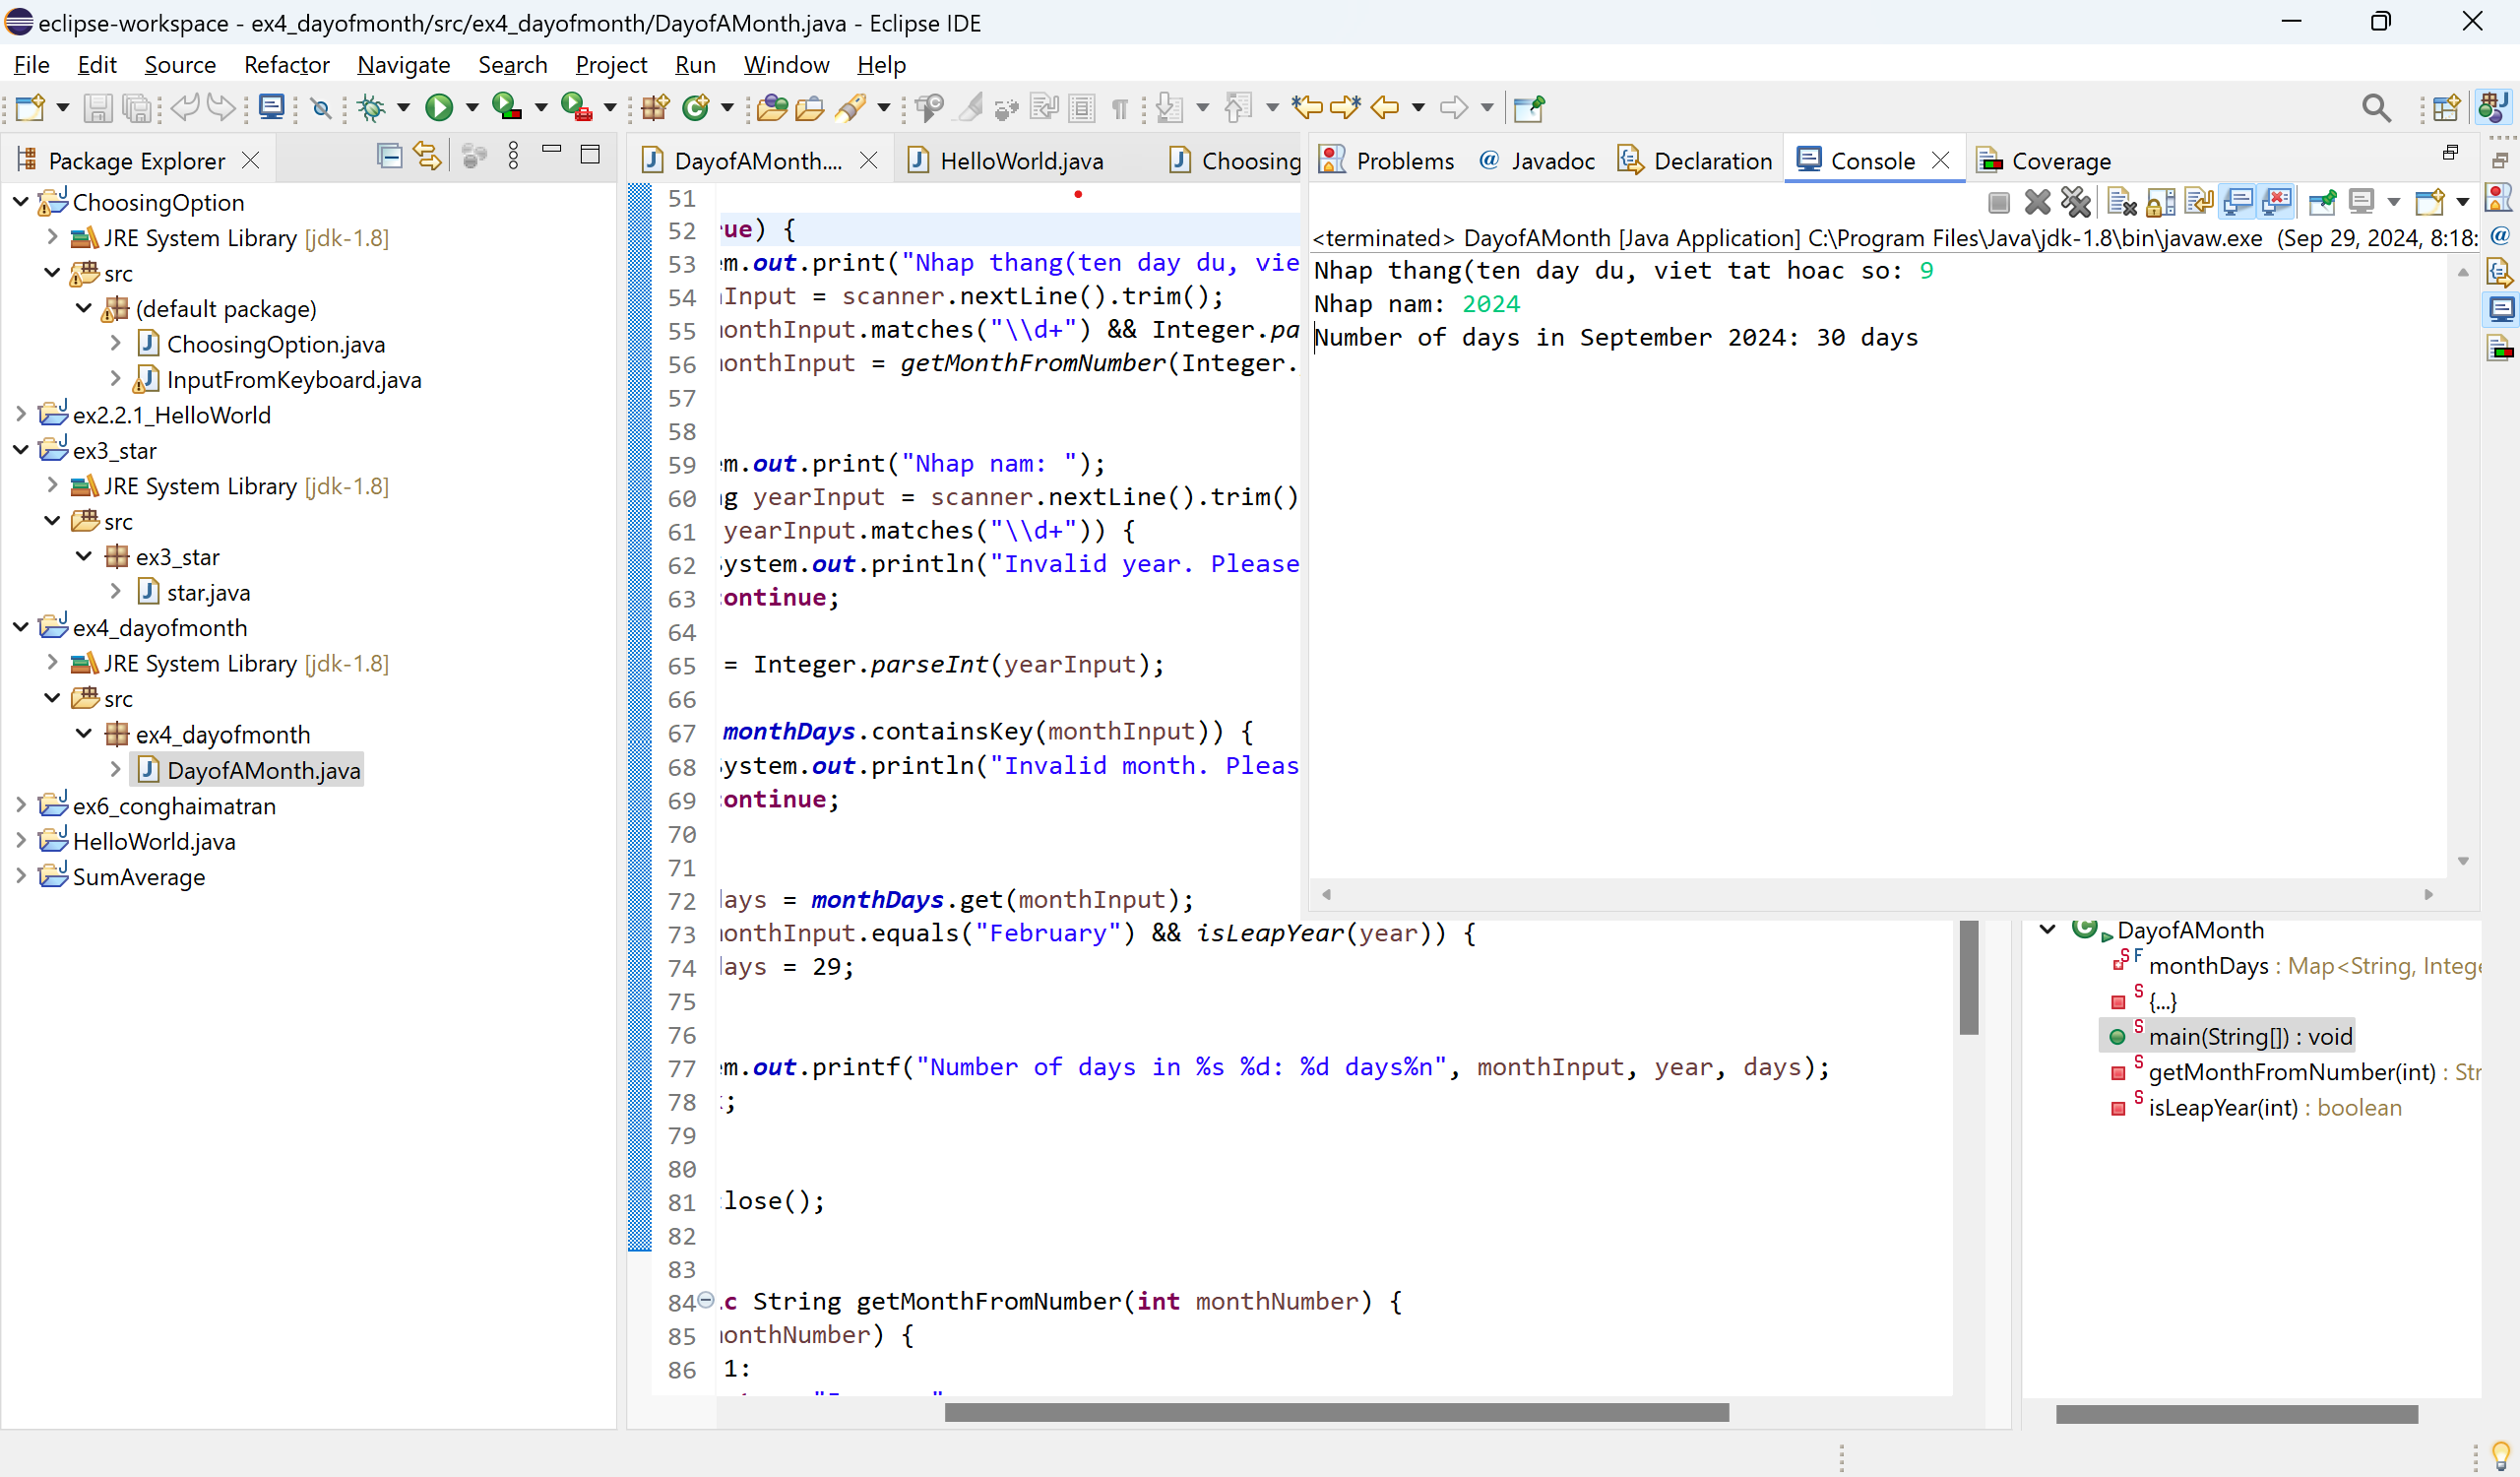 eclipse-workspace - ex4_dayofmonth/src/ex4_dayofmonth/DayofAMonth.java - Eclipse IDE
File Edit Source Refactor Navigate Search Project Run Window Help
Package Explorer
ChoosingOption
JRE System Library [jdk-1.8]
src
(default package)
ChoosingOption.java
InputFromKeyboard.java
ex2.2.1_HelloWorld
ex3_star
JRE System Library [jdk-1.8]
src
ex3_star
star.java
ex4_dayofmonth
JRE System Library [jdk-1.8]
src
ex4_dayofmonth
DayofAMonth.java
ex6_conghaimatran
HelloWorld.java
SumAverage
DayofAMonth.... HelloWorld.java Choosing
51
52 ue) {
53 m.out.print("Nhap thang(ten day du, vie
54 Input = scanner.nextLine().trim();
55 onthInput.matches("\\d+") && Integer.pa
56 onthInput = getMonthFromNumber(Integer.
57
58
59 m.out.print("Nhap nam: ");
60 g yearInput = scanner.nextLine().trim()
61 yearInput.matches("\\d+")) {
62 ystem.out.println("Invalid year. Please
63 ontinue;
64
65 = Integer.parseInt(yearInput);
66
67 monthDays.containsKey(monthInput)) {
68 ystem.out.println("Invalid month. Pleas
69 ontinue;
70
71
72 ays = monthDays.get(monthInput);
73 onthInput.equals("February") && isLeapYear(year)) {
74 ays = 29;
75
76
77 m.out.printf("Number of days in %s %d: %d days%n", monthInput, year, days);
78 ;
79
80
81 lose();
82
83
84 c String getMonthFromNumber(int monthNumber) {
85 onthNumber) {
86 1:
Problems Javadoc Declaration Console Coverage
<terminated> DayofAMonth [Java Application] C:\Program Files\Java\jdk-1.8\bin\javaw.exe (Sep 29, 2024, 8:18:
Nhap thang(ten day du, viet tat hoac so: 9
Nhap nam: 2024
Number of days in September 2024: 30 days
DayofAMonth
monthDays : Map<String, Intege
{...}
main(String[]) : void
getMonthFromNumber(int) : Str
isLeapYear(int) : boolean